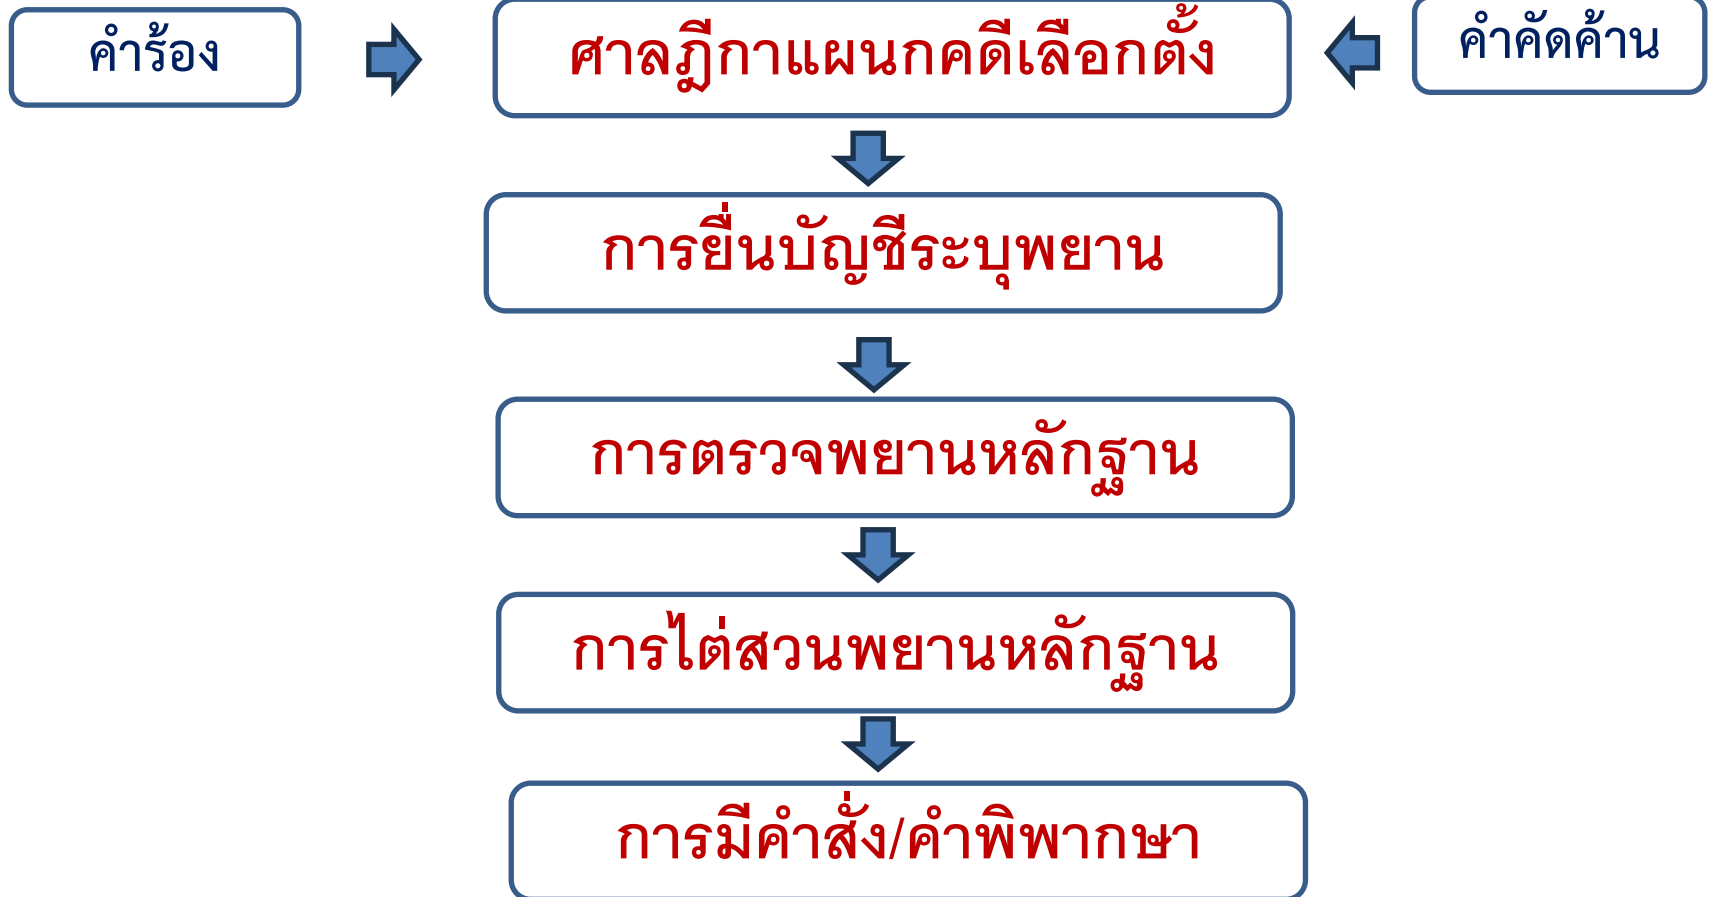 คำร้อง
ศาลฎีกาแผนกคดีเลือกตั้ง
คำคัดค้าน
การยื่นบัญชีระบุพยาน
การตรวจพยานหลักฐาน
การไต่สวนพยานหลักฐาน
การมีคำสั่ง/คำพิพากษา